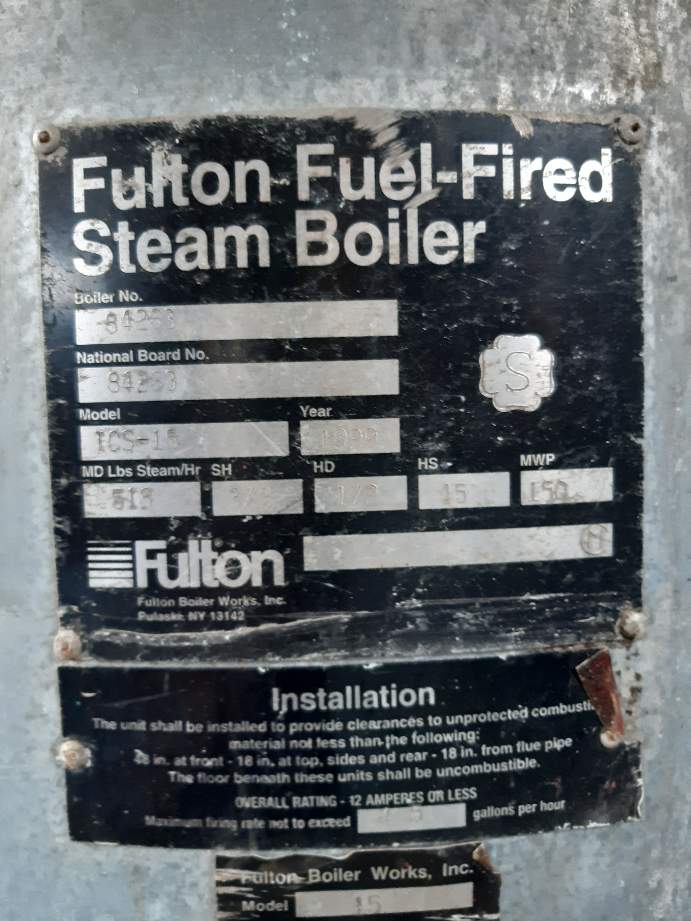 Fulton Fuel-Fired
Steam Boiler
Boiler No.
National Board No.
S
Model
Year
ICS-15
MD Lbs Steam/Hr SH HD HS MWP
518 15 150
Fulton
H
Fulton Boiler Works, Inc.
Pulaski, NY 13142
Installation
The unit shall be installed to provide clearances to unprotected
material not less than the following:
48 in. at front - 18 in. at top, sides and rear - 18 in. from flue pipe
The floor beneath these units shall be uncombustible.
OVERALL RATING - 12 AMPERES OR LESS
Maximum firing rate not to exceed gallons per hour
Fulton Boiler Works, Inc.
Model 15